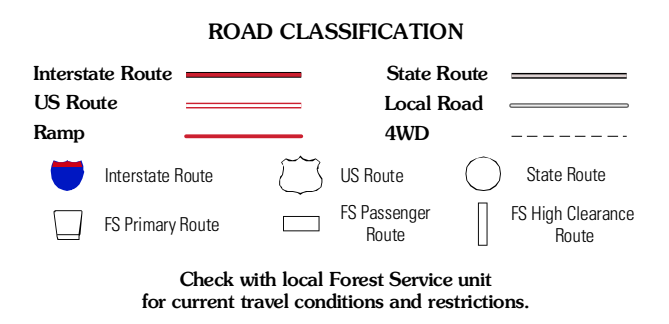 ROAD CLASSIFICATION
Interstate Route
State Route
US Route
Local Road
Ramp
4WD
Interstate Route
US Route
State Route
FS Primary Route
FS Passenger
Route
FS High Clearance
Route
Check with local Forest Service unit
for current travel conditions and restrictions.